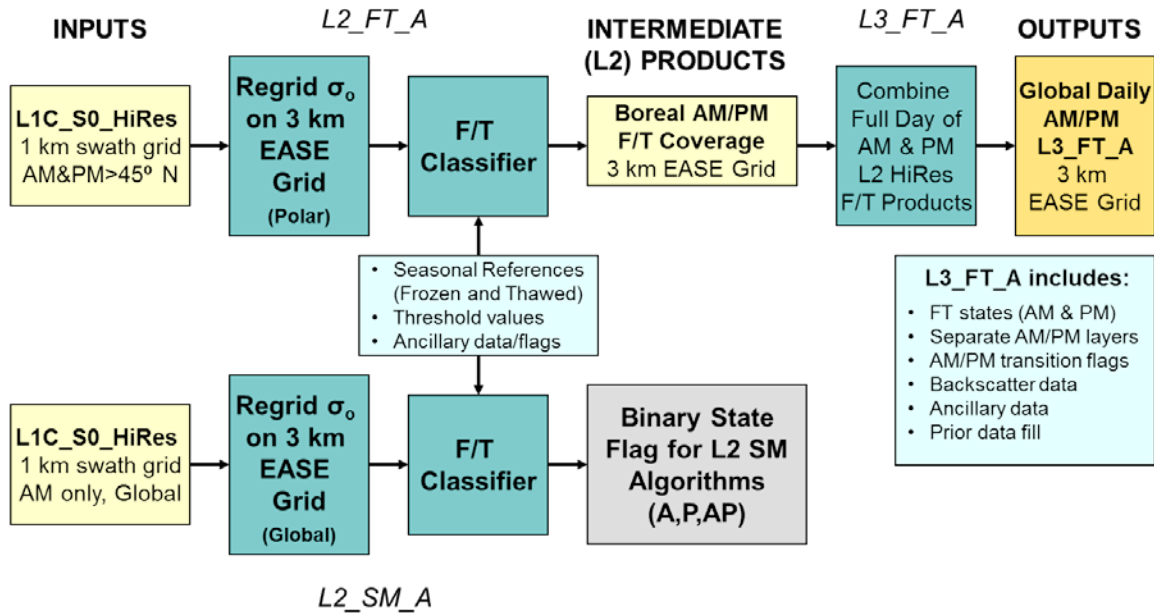 INPUTS
L2_FT_A
INTERMEDIATE
(L2) PRODUCTS
L3_FT_A
OUTPUTS
L1C_S0_HiRes
1 km swath grid
AM&PM>45º N
Regrid σₒ
on 3 km
EASE
Grid
(Polar)
F/T
Classifier
Boreal AM/PM
F/T Coverage
3 km EASE Grid
Combine
Full Day of
AM & PM
L2 HiRes
F/T Products
Global Daily
AM/PM
L3_FT_A
3 km
EASE Grid
• Seasonal References
(Frozen and Thawed)
• Threshold values
• Ancillary data/flags
L3_FT_A includes:
• FT states (AM & PM)
• Separate AM/PM layers
• AM/PM transition flags
• Backscatter data
• Ancillary data
• Prior data fill
L1C_S0_HiRes
1 km swath grid
AM only, Global
Regrid σₒ
on 3 km
EASE
Grid
(Global)
F/T
Classifier
Binary State
Flag for L2 SM
Algorithms
(A,P,AP)
L2_SM_A